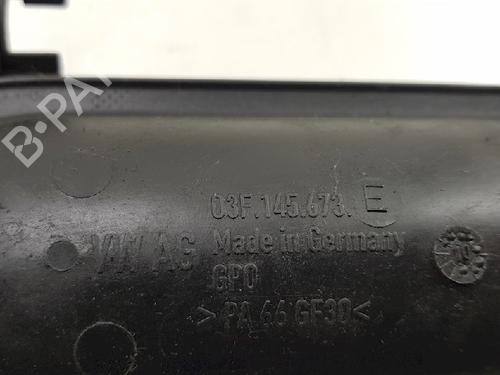 B-PA
03F.145.673.E
VW AG Made in Germany
GPO
>PA 66 GF30<